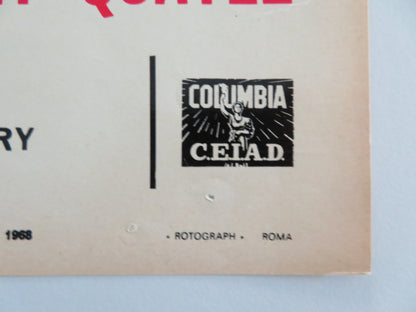 COLUMBIA
C.E.I.A.D.
RY
1968
- ROTOGRAPH - ROMA